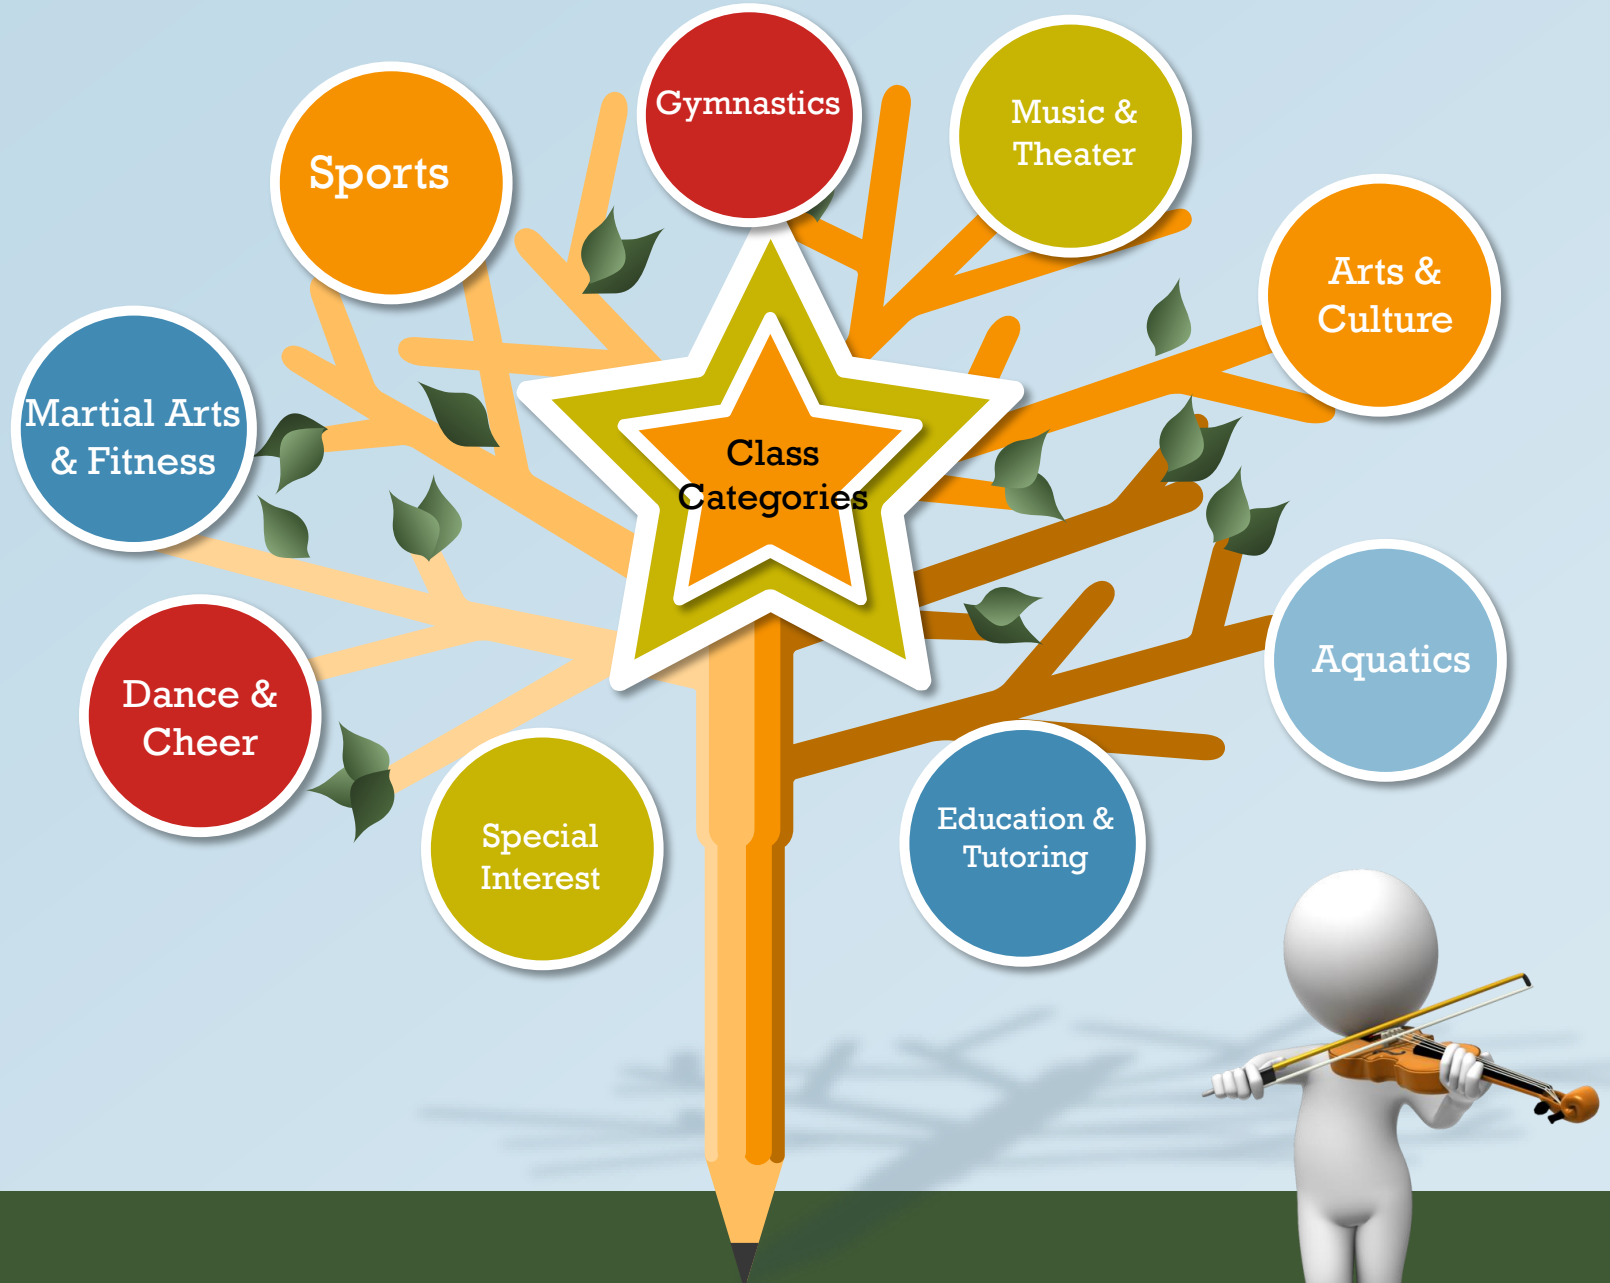 Gymnastics
Music &
Theater
Sports
Arts &
Culture
Martial Arts
& Fitness
Class
Categories
Aquatics
Dance &
Cheer
Education &
Tutoring
Special
Interest